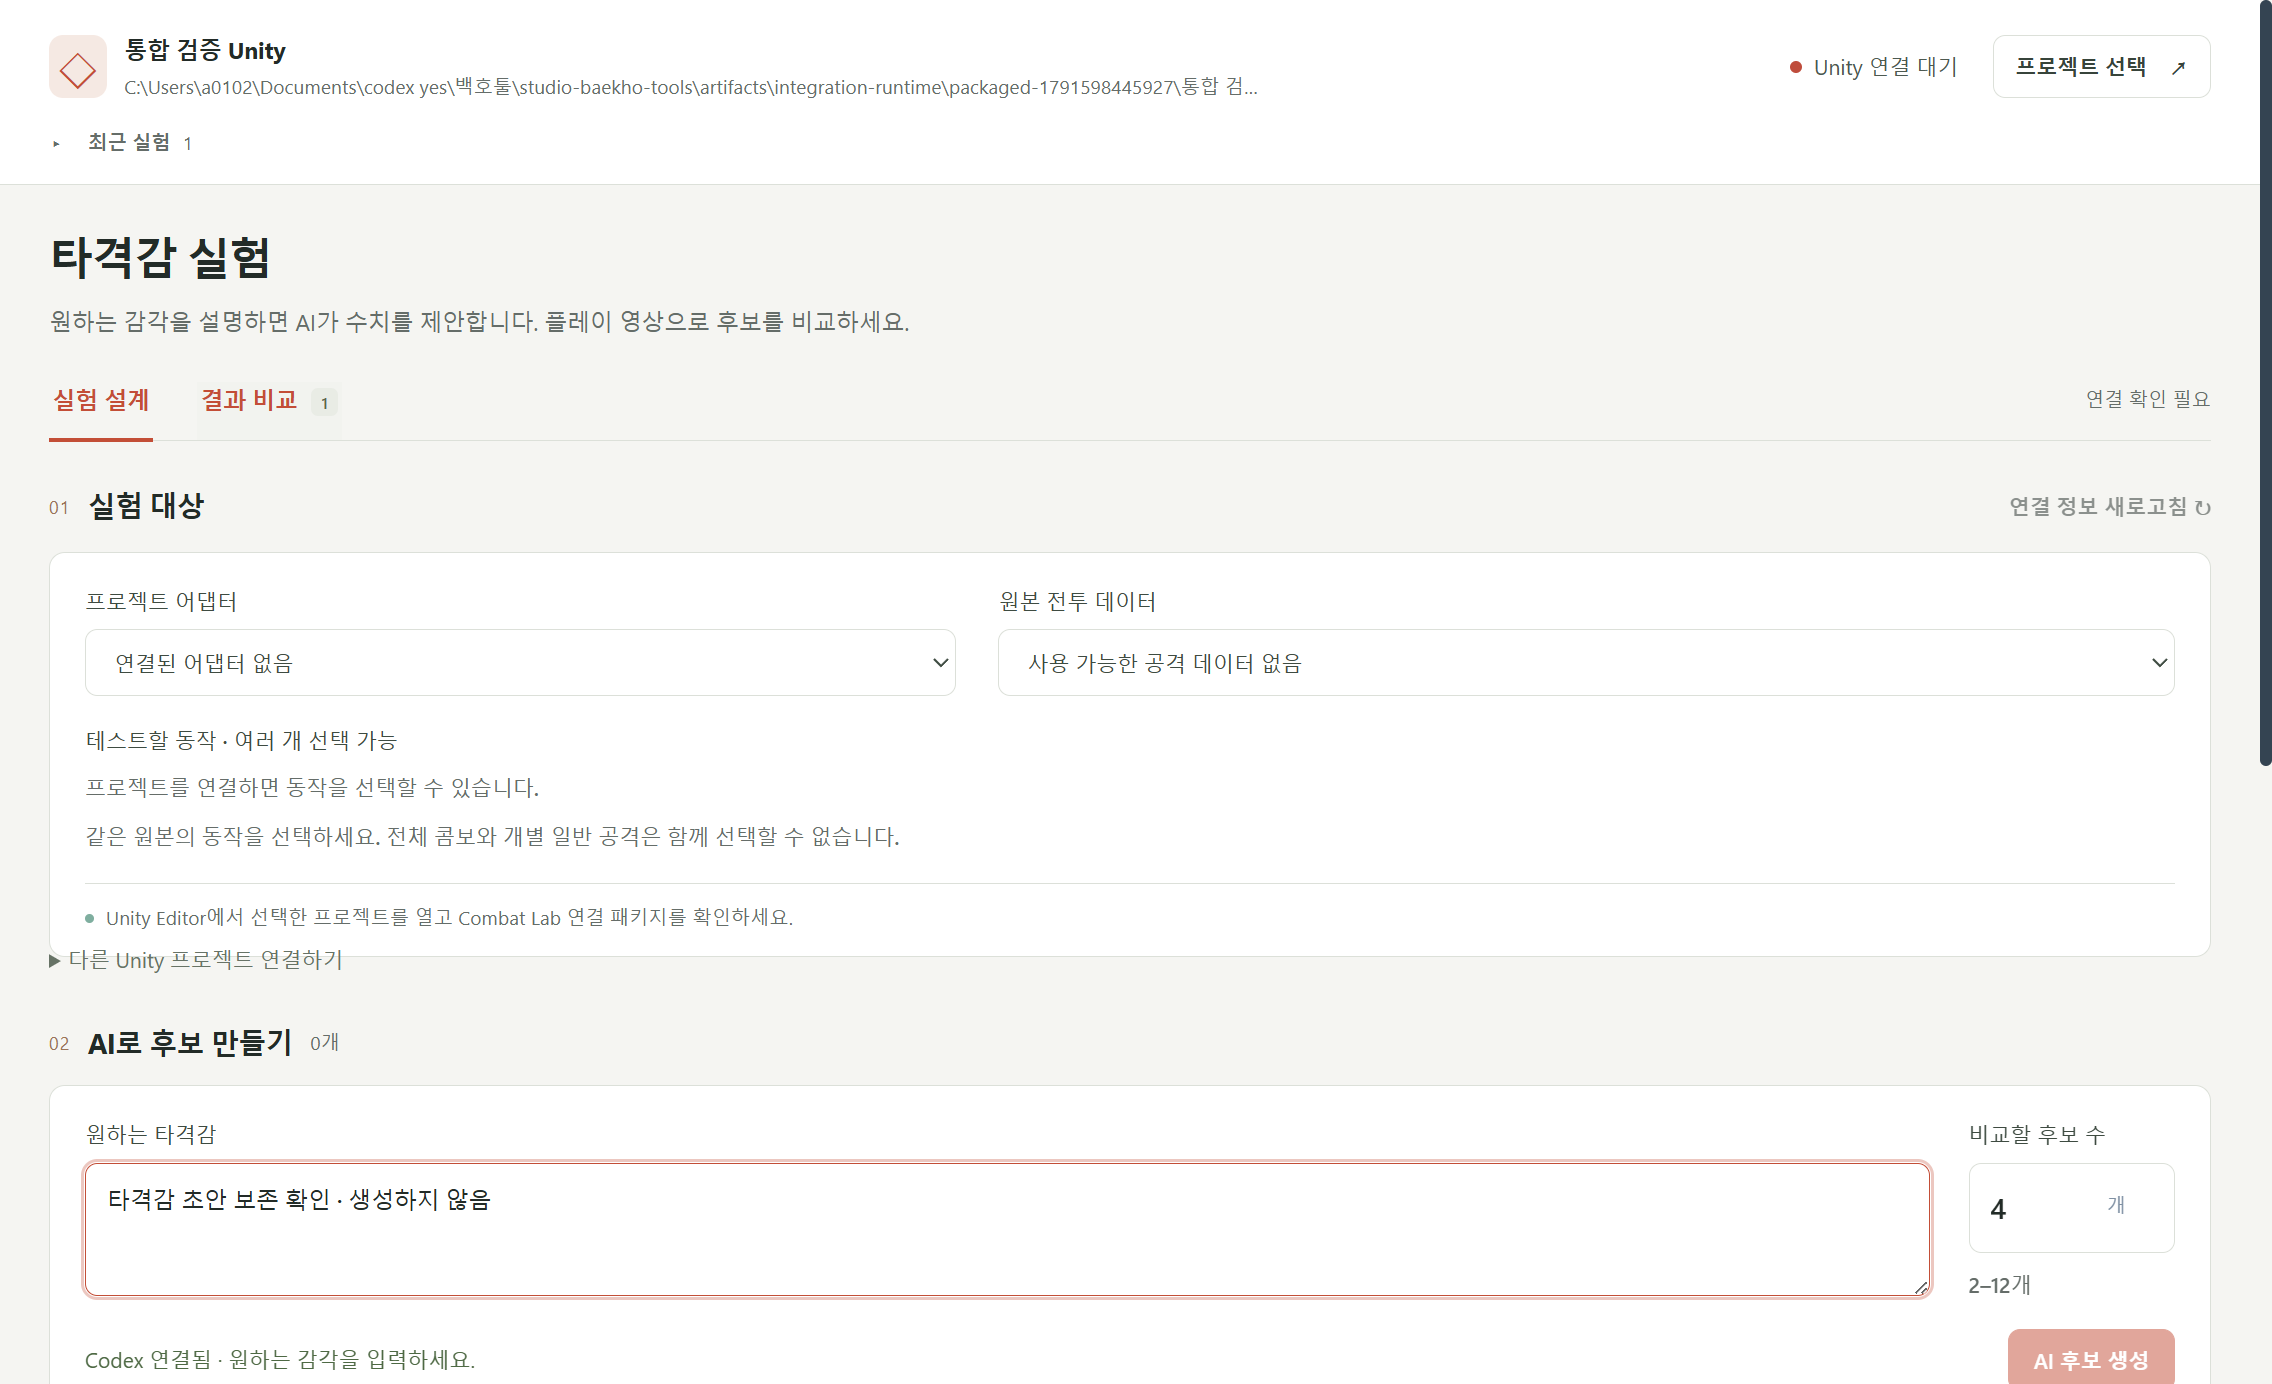 통합 검증 Unity
C:\Users\a0102\Documents\codex yes\백호툴\studio-baekho-tools\artifacts\integration-runtime\packaged-1791598445927\통합 검...
Unity 연결 대기
프로젝트 선택 ↗
▸ 최근 실험 1
타격감 실험
원하는 감각을 설명하면 AI가 수치를 제안합니다. 플레이 영상으로 후보를 비교하세요.
실험 설계
결과 비교 1
연결 확인 필요
01 실험 대상
연결 정보 새로고침 ↻
프로젝트 어댑터
원본 전투 데이터
연결된 어댑터 없음
사용 가능한 공격 데이터 없음
테스트할 동작 · 여러 개 선택 가능
프로젝트를 연결하면 동작을 선택할 수 있습니다.
같은 원본의 동작을 선택하세요. 전체 콤보와 개별 일반 공격은 함께 선택할 수 없습니다.
Unity Editor에서 선택한 프로젝트를 열고 Combat Lab 연결 패키지를 확인하세요.
▶ 다른 Unity 프로젝트 연결하기
02 AI로 후보 만들기 0개
원하는 타격감
비교할 후보 수
타격감 초안 보존 확인 · 생성하지 않음
4 개
2–12개
Codex 연결됨 · 원하는 감각을 입력하세요.
AI 후보 생성